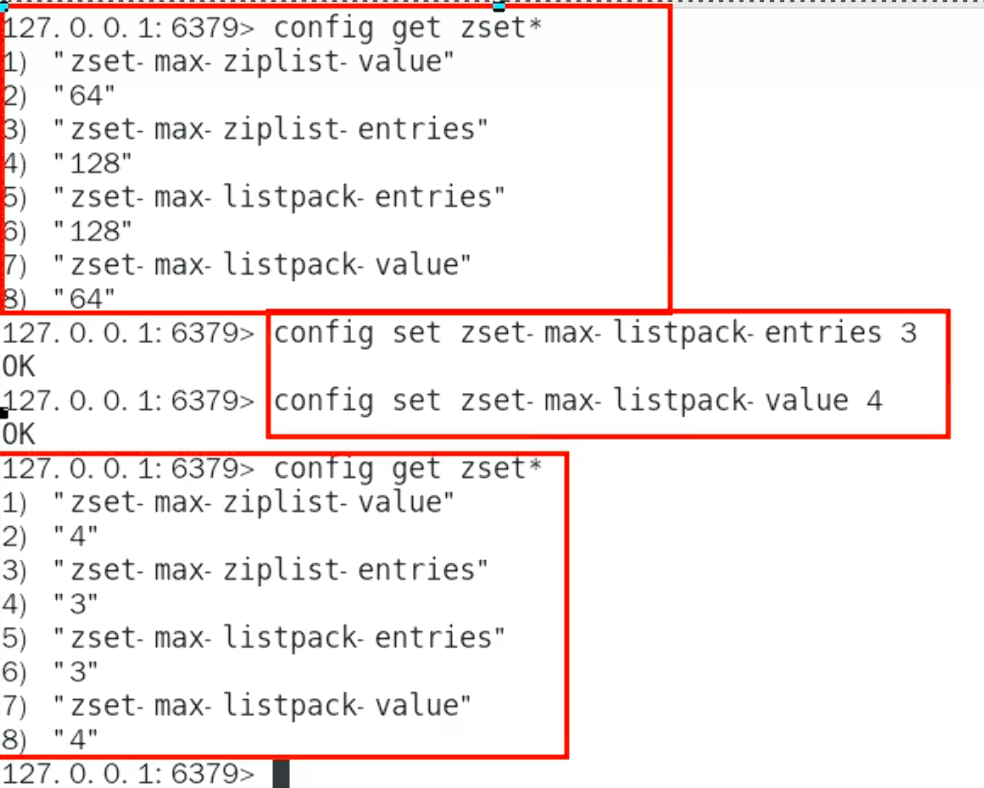 127.0.0.1:6379> config get zset*
1) "zset-max-ziplist-value"
2) "64"
3) "zset-max-ziplist-entries"
4) "128"
5) "zset-max-listpack-entries"
6) "128"
7) "zset-max-listpack-value"
8) "64"
127.0.0.1:6379> config set zset-max-listpack-entries 3
OK
127.0.0.1:6379> config set zset-max-listpack-value 4
OK
127.0.0.1:6379> config get zset*
1) "zset-max-ziplist-value"
2) "4"
3) "zset-max-ziplist-entries"
4) "3"
5) "zset-max-listpack-entries"
6) "3"
7) "zset-max-listpack-value"
8) "4"
127.0.0.1:6379>